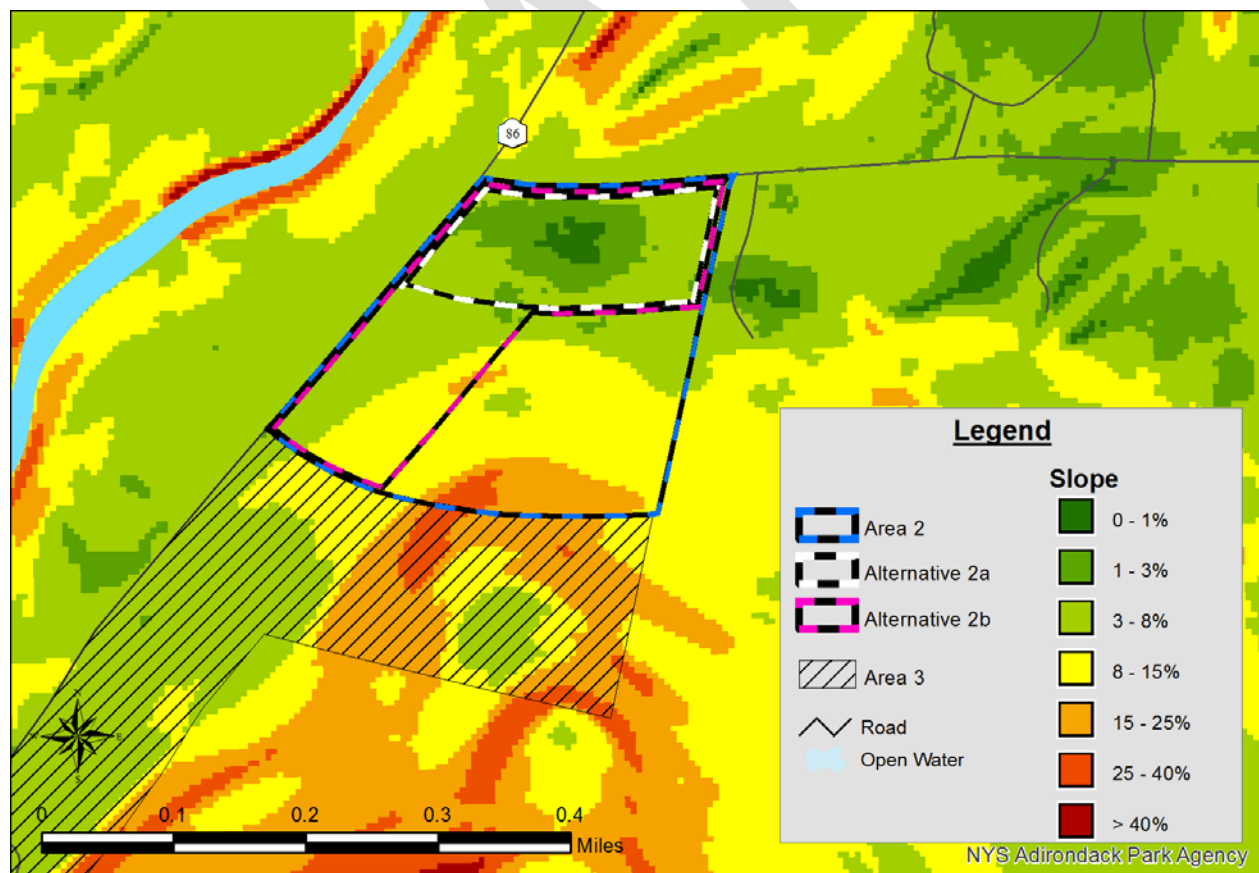 86
Legend
Slope
Area 2
Alternative 2a
Alternative 2b
Area 3
Road
Open Water
0 - 1%
1 - 3%
3 - 8%
8 - 15%
15 - 25%
25 - 40%
> 40%
N
E
S
0 0.1 0.2 0.3 0.4
Miles
NYS Adirondack Park Agency